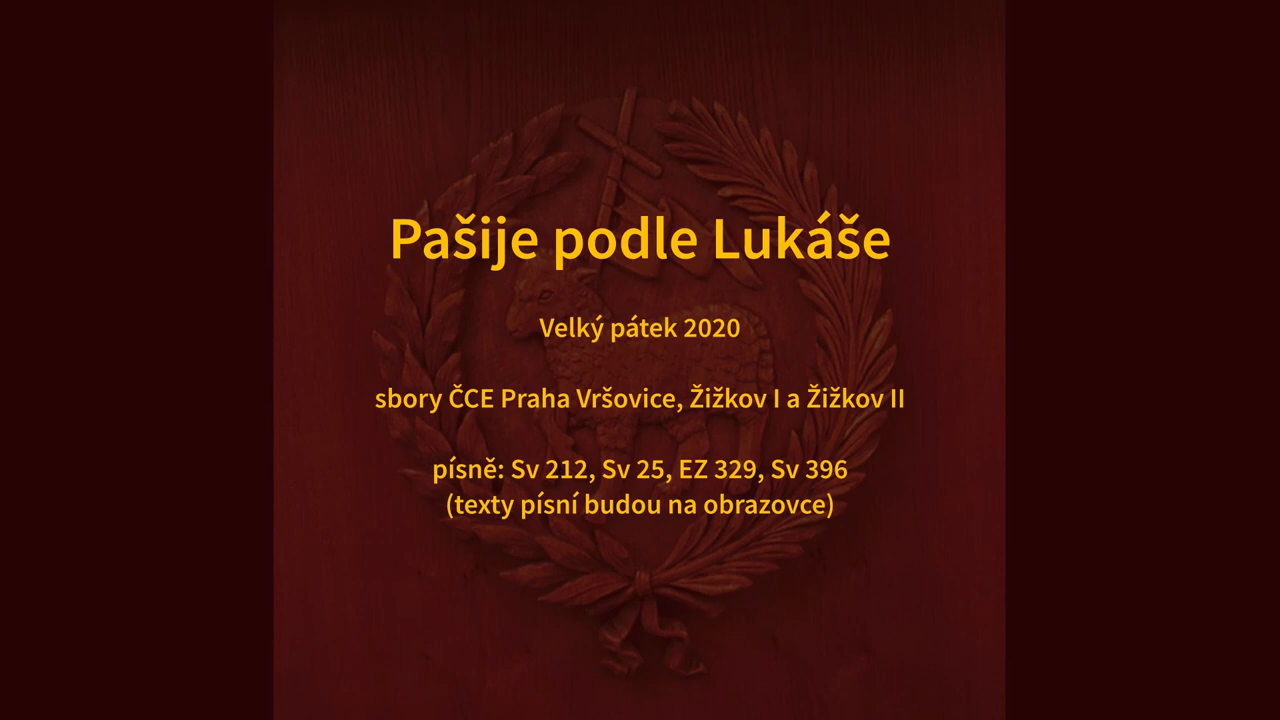 Pašije podle Lukáše
Velký pátek 2020
sbory ČCE Praha Vršovice, Žižkov I a Žižkov II
písně: Sv 212, Sv 25, EZ 329, Sv 396
(texty písní budou na obrazovce)